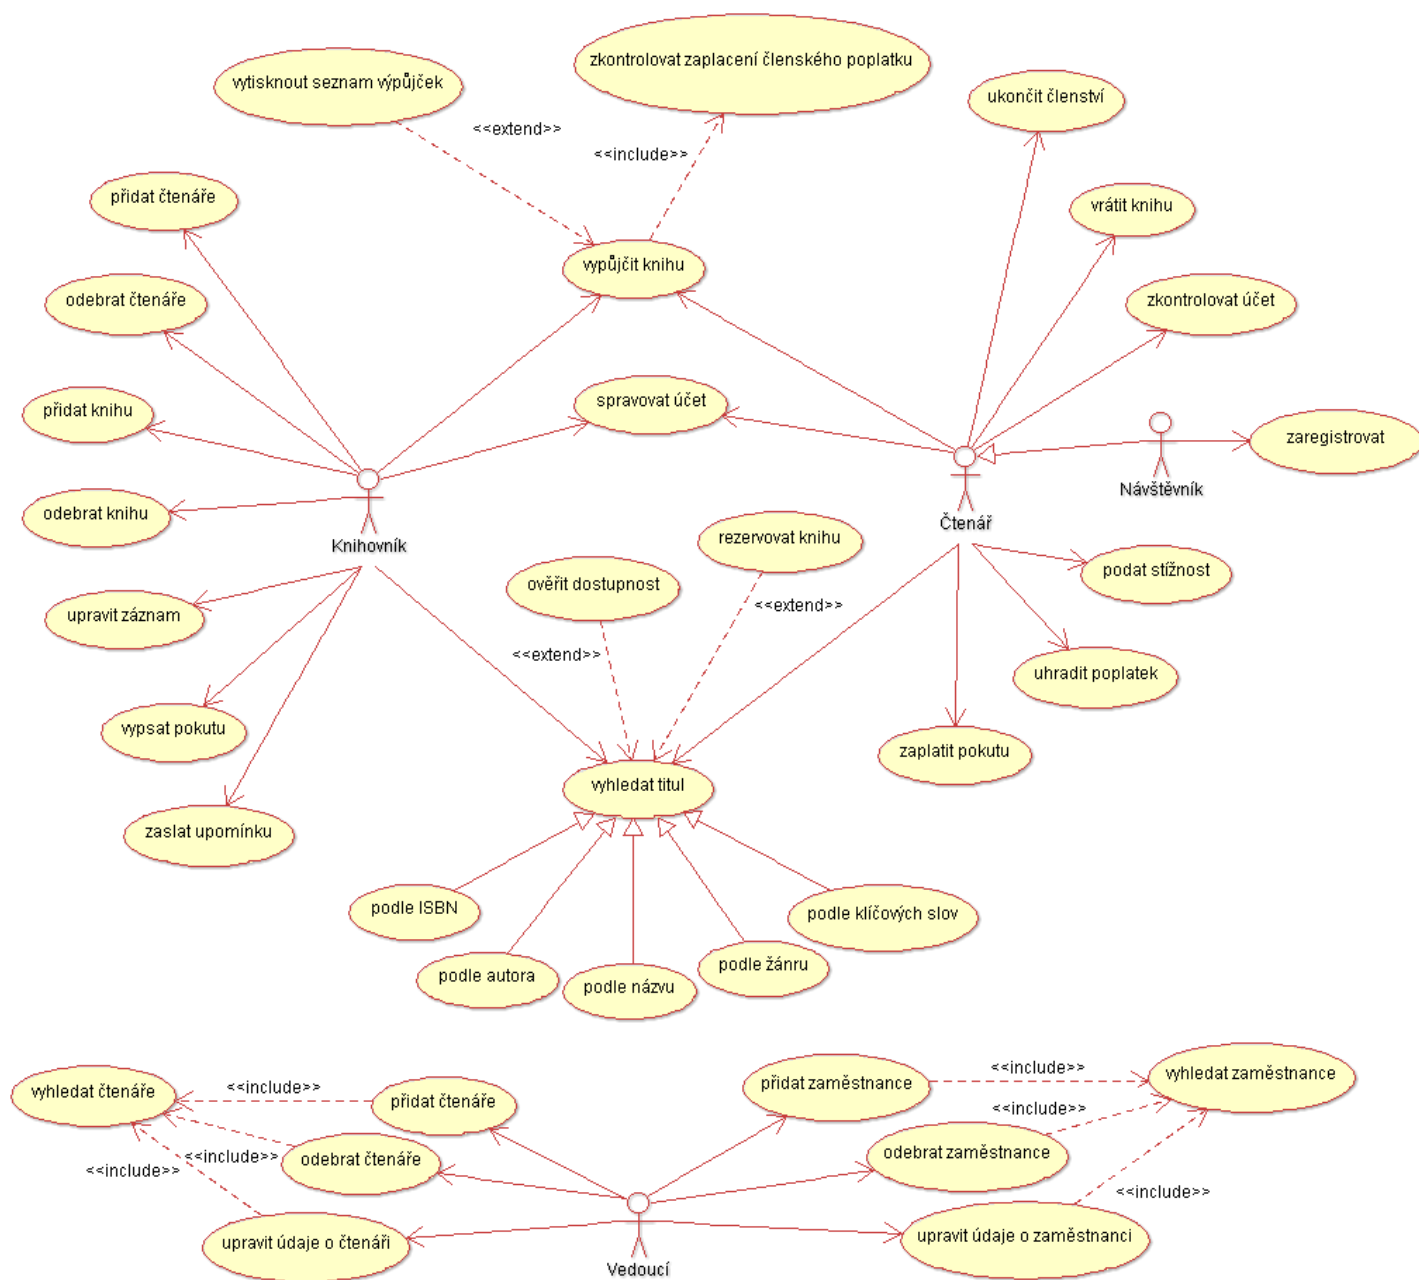 zkontrolovat zaplacení členského poplatku
vytisknout seznam výpůjček
ukončit členství
<<extend>>
<<include>>
přidat čtenáře
vrátit knihu
vypůjčit knihu
odebrat čtenáře
zkontrolovat účet
přidat knihu
spravovat účet
zaregistrovat
Návštěvník
odebrat knihu
Knihovník
Čtenář
rezervovat knihu
ověřit dostupnost
podat stížnost
<<extend>>
upravit záznam
<<extend>>
uhradit poplatek
vypsat pokutu
zaplatit pokutu
vyhledat titul
zaslat upomínku
podle ISBN
podle klíčových slov
podle autora
podle názvu
podle žánru
vyhledat čtenáře
<<include>>
přidat čtenáře
přidat zaměstnance
<<include>>
vyhledat zaměstnance
<<include>>
<<include>>
<<include>>
odebrat čtenáře
odebrat zaměstnance
<<include>>
upravit údaje o čtenáři
upravit údaje o zaměstnanci
Vedoucí